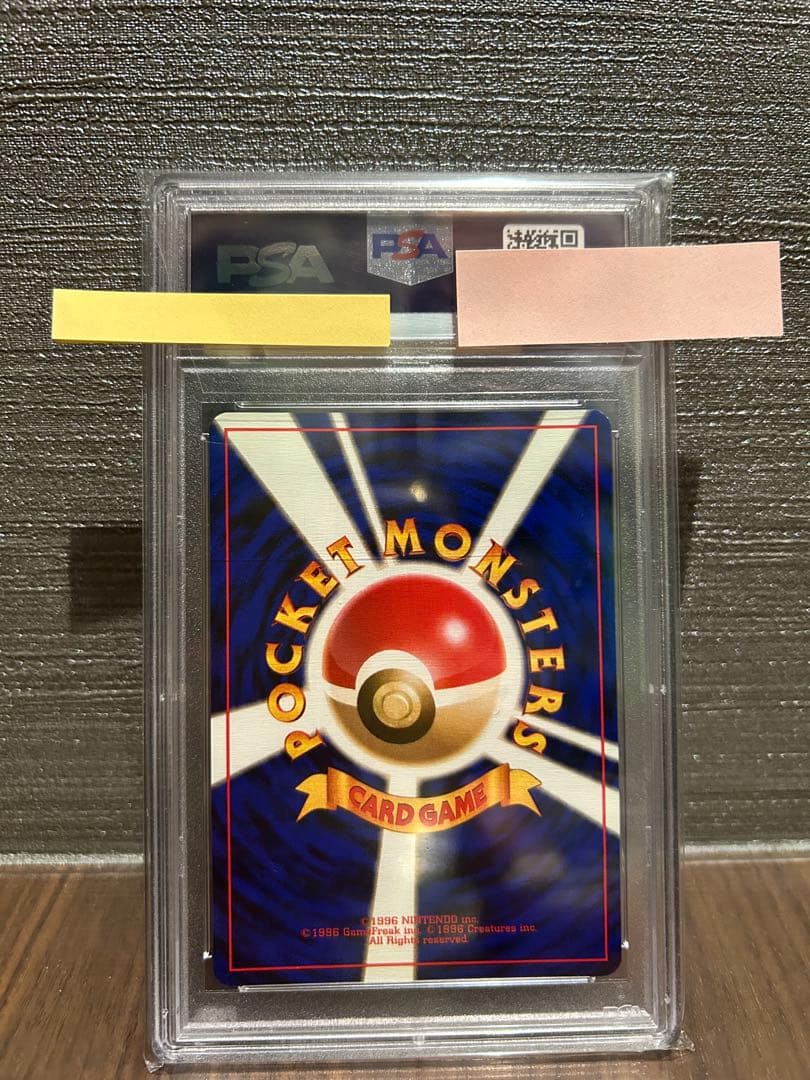 PSA
PSA
POCKET MONSTERS
CARD GAME
©1996 NINTENDO inc.
©1996 GameFreak inc. © 1996 Creatures inc.
All Rights reserved.